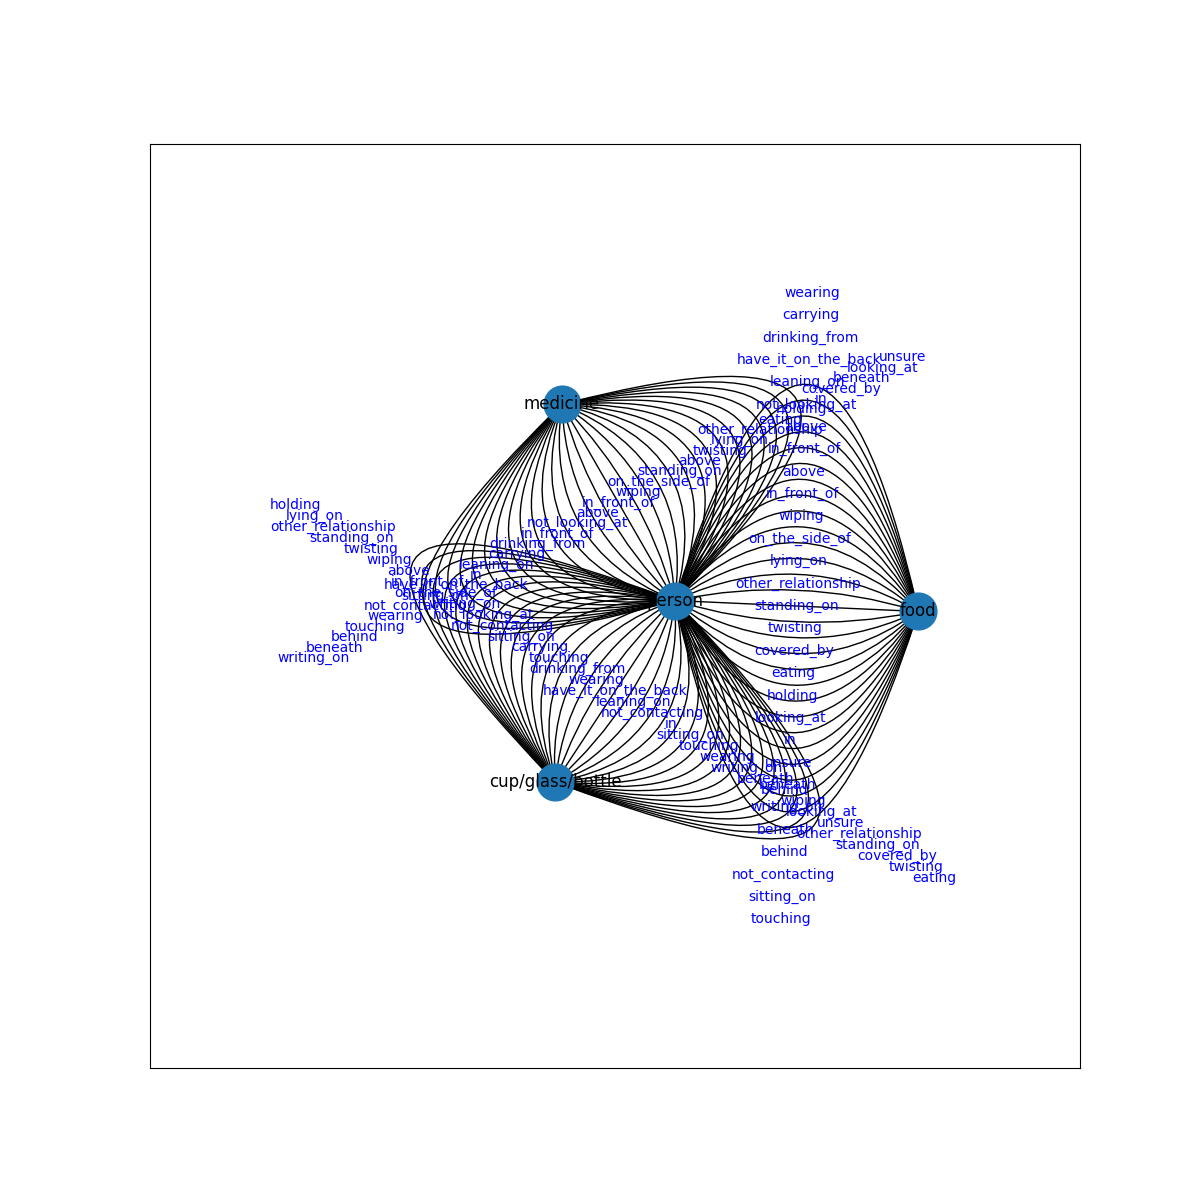 wearing
carrying
drinking_from
unsure
have_it_on_the_back
looking_at
beneath
leaning_on
covered_by
in
medicine
not_looking_at
holding
eating
above
other_relationship
lying_on
in_front_of
twisting
above
standing_on
above
on_the_side_of
wiping
in_front_of
in_front_of
holding
above
lying_on
wiping
not_looking_at
other_relationship
in_front_of
standing_on
on_the_side_of
drinking_from
twisting
carrying
wiping
lying_on
leaning_on
above
in
in_front_of
have_it_on_the_back
other_relationship
on_the_side_of
sitting_on
person
not_contacting
leaning_on
standing_on
food
wearing
not_looking_at
touching
not_contacting
twisting
behind
sitting_on
beneath
carrying
covered_by
writing_on
touching
drinking_from
eating
wearing
have_it_on_the_back
holding
leaning_on
not_contacting
looking_at
in
sitting_on
in
touching
wearing
unsure
writing_on
beneath
cup/glass/bottle
beneath
behind
wiping
writing_on
looking_at
unsure
beneath
other_relationship
standing_on
behind
covered_by
twisting
not_contacting
eating
sitting_on
touching